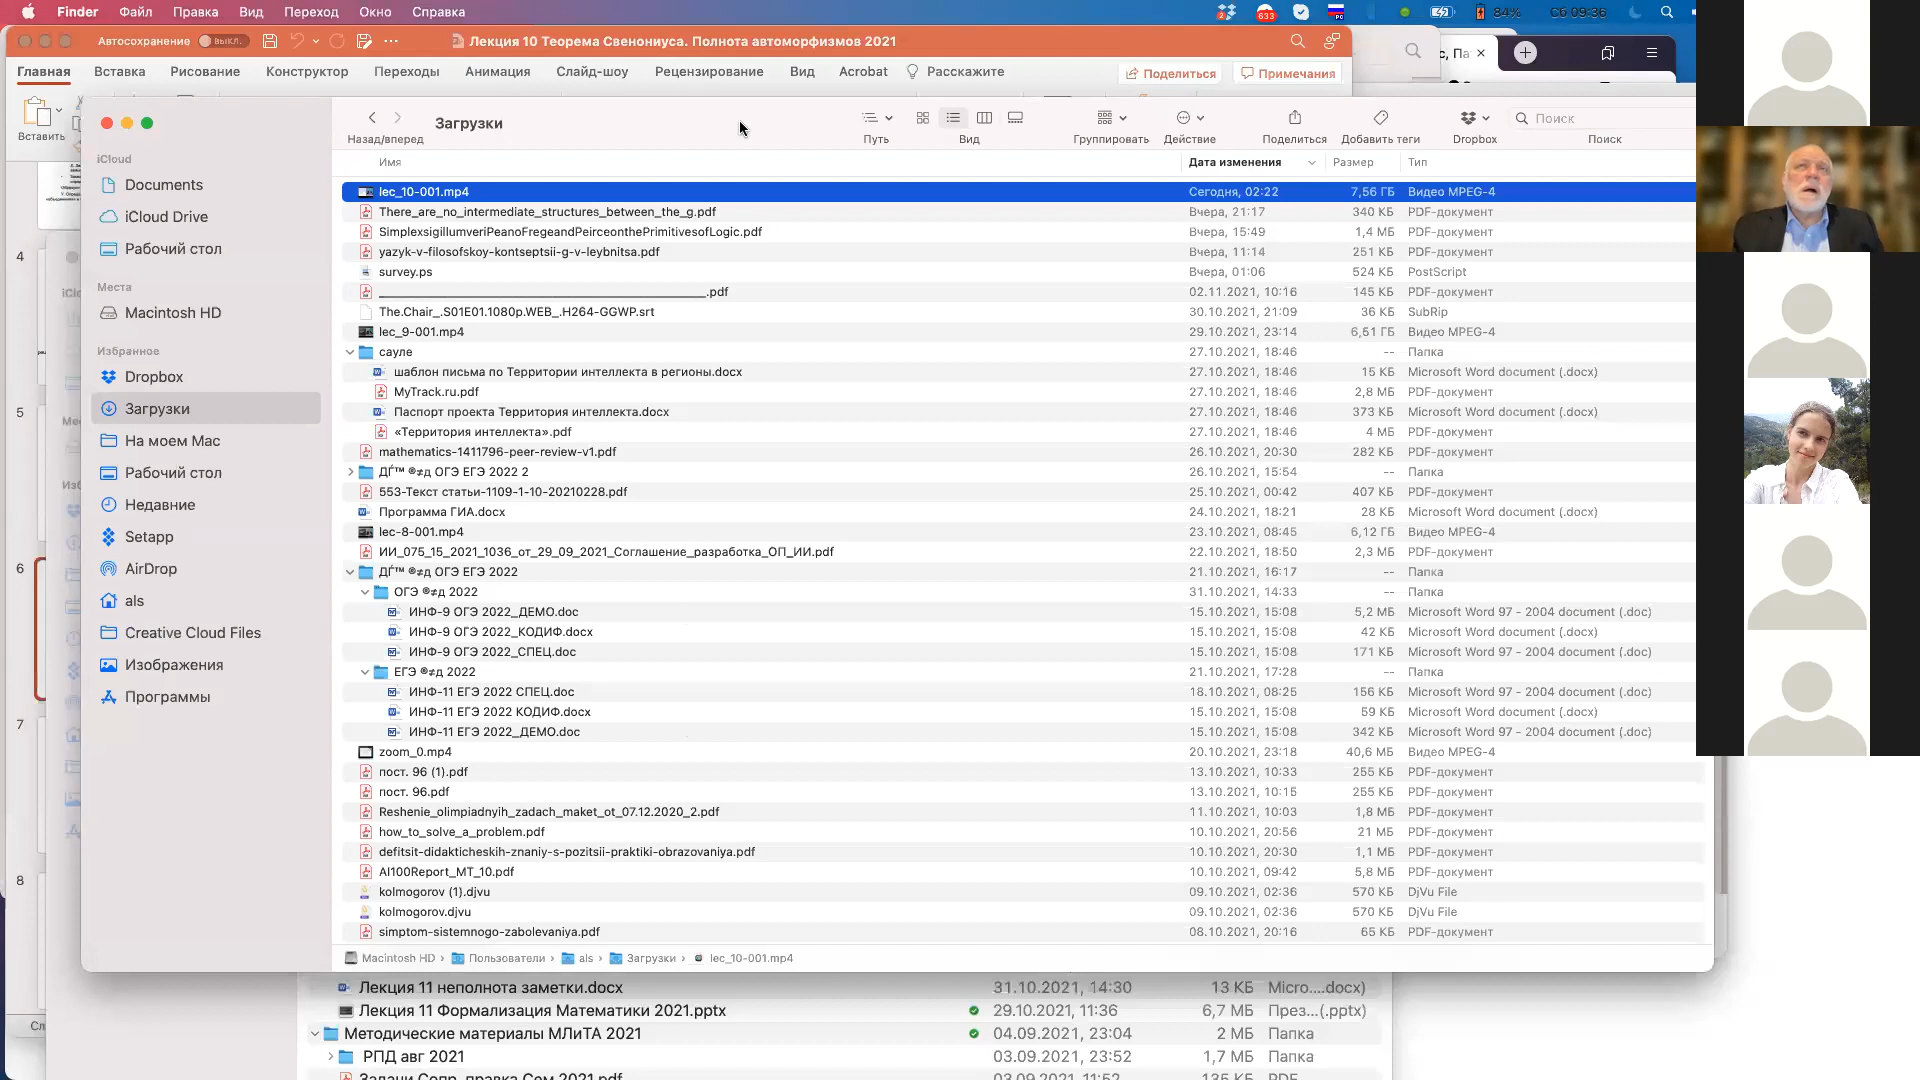 Finder Файл Правка Вид Переход Окно Справка 2 633 РС 84% Сб 09:36
Автосохранение ВЫКЛ. Лекция 10 Теорема Свенониуса. Полнота автоморфизмов 2021
с, Па
Главная Вставка Рисование Конструктор Переходы Анимация Слайд-шоу Рецензирование Вид Acrobat Расскажите Поделиться Примечания
Вставить
Загрузки
Назад/вперед Путь Вид Группировать Действие Поделиться Добавить теги Dropbox Поиск Поиск
Имя Дата изменения Размер Тип
iCloud
Documents
iCloud Drive
Рабочий стол
Места
Macintosh HD
Избранное
Dropbox
Загрузки
На моем Mac
Рабочий стол
Недавние
Setapp
AirDrop
als
Creative Cloud Files
Изображения
Программы
4
5
6
7
8
lec_10-001.mp4 Сегодня, 02:22 7,56 ГБ Видео MPEG-4
There_are_no_intermediate_structures_between_the_g.pdf Вчера, 21:17 340 КБ PDF-документ
SimplexsigillumveriPeanoFregeandPeirceonthePrimitivesofLogic.pdf Вчера, 15:49 1,4 МБ PDF-документ
yazyk-v-filosofskoy-kontseptsii-g-v-leybnitsa.pdf Вчера, 11:14 251 КБ PDF-документ
survey.ps Вчера, 01:06 524 КБ PostScript
.pdf 02.11.2021, 10:16 145 КБ PDF-документ
The.Chair_.S01E01.1080p.WEB_.H264-GGWP.srt 30.10.2021, 21:09 36 КБ SubRip
lec_9-001.mp4 29.10.2021, 23:14 6,51 ГБ Видео MPEG-4
сауле 27.10.2021, 18:46 -- Папка
шаблон письма по Территории интеллекта в регионы.docx 27.10.2021, 18:46 15 КБ Microsoft Word document (.docx)
MyTrack.ru.pdf 27.10.2021, 18:46 2,8 МБ PDF-документ
Паспорт проекта Территория интеллекта.docx 27.10.2021, 18:46 373 КБ Microsoft Word document (.docx)
«Территория интеллекта».pdf 27.10.2021, 18:46 4 МБ PDF-документ
mathematics-1411796-peer-review-v1.pdf 26.10.2021, 20:30 282 КБ PDF-документ
ДЃ™ ®≠д ОГЭ ЕГЭ 2022 2 26.10.2021, 15:54 -- Папка
553-Текст статьи-1109-1-10-20210228.pdf 25.10.2021, 00:42 407 КБ PDF-документ
Программа ГИА.docx 24.10.2021, 18:21 28 КБ Microsoft Word document (.docx)
lec-8-001.mp4 23.10.2021, 08:45 6,12 ГБ Видео MPEG-4
ИИ_075_15_2021_1036_от_29_09_2021_Соглашение_разработка_ОП_ИИ.pdf 22.10.2021, 18:50 2,3 МБ PDF-документ
ДЃ™ ®≠д ОГЭ ЕГЭ 2022 21.10.2021, 16:17 -- Папка
ОГЭ ®≠д 2022 31.10.2021, 14:33 -- Папка
ИНФ-9 ОГЭ 2022_ДЕМО.doc 15.10.2021, 15:08 5,2 МБ Microsoft Word 97 - 2004 document (.doc)
ИНФ-9 ОГЭ 2022_КОДИФ.docx 15.10.2021, 15:08 42 КБ Microsoft Word document (.docx)
ИНФ-9 ОГЭ 2022_СПЕЦ.doc 15.10.2021, 15:08 171 КБ Microsoft Word 97 - 2004 document (.doc)
ЕГЭ ®≠д 2022 21.10.2021, 17:28 -- Папка
ИНФ-11 ЕГЭ 2022 СПЕЦ.doc 18.10.2021, 08:25 156 КБ Microsoft Word 97 - 2004 document (.doc)
ИНФ-11 ЕГЭ 2022 КОДИФ.docx 15.10.2021, 15:08 59 КБ Microsoft Word document (.docx)
ИНФ-11 ЕГЭ 2022_ДЕМО.doc 15.10.2021, 15:08 342 КБ Microsoft Word 97 - 2004 document (.doc)
zoom_0.mp4 20.10.2021, 23:18 40,6 МБ Видео MPEG-4
пост. 96 (1).pdf 13.10.2021, 10:33 255 КБ PDF-документ
пост. 96.pdf 13.10.2021, 10:15 255 КБ PDF-документ
Reshenie_olimpiadnyih_zadach_maket_ot_07.12.2020_2.pdf 11.10.2021, 10:03 1,8 МБ PDF-документ
how_to_solve_a_problem.pdf 10.10.2021, 20:56 21 МБ PDF-документ
defitsit-didakticheskih-znaniy-s-pozitsii-praktiki-obrazovaniya.pdf 10.10.2021, 20:30 1,1 МБ PDF-документ
AI100Report_MT_10.pdf 10.10.2021, 09:42 5,8 МБ PDF-документ
kolmogorov (1).djvu 09.10.2021, 02:36 570 КБ DjVu File
kolmogorov.djvu 09.10.2021, 02:36 570 КБ DjVu File
simptom-sistemnogo-zabolevaniya.pdf 08.10.2021, 20:16 65 КБ PDF-документ
Macintosh HD › Пользователи › als › Загрузки › lec_10-001.mp4
Лекция 11 неполнота заметки.docx 31.10.2021, 14:30 13 КБ Micro....docx)
Лекция 11 Формализация Математики 2021.pptx 29.10.2021, 11:36 6,7 МБ През...(.pptx)
Методические материалы МЛиТА 2021 04.09.2021, 23:04 2 МБ Папка
РПД авг 2021 03.09.2021, 23:52 1,7 МБ Папка
Задачи Сопр. правка Сем 2021.pdf 03.09.2021, 11:52 135 КБ PDF